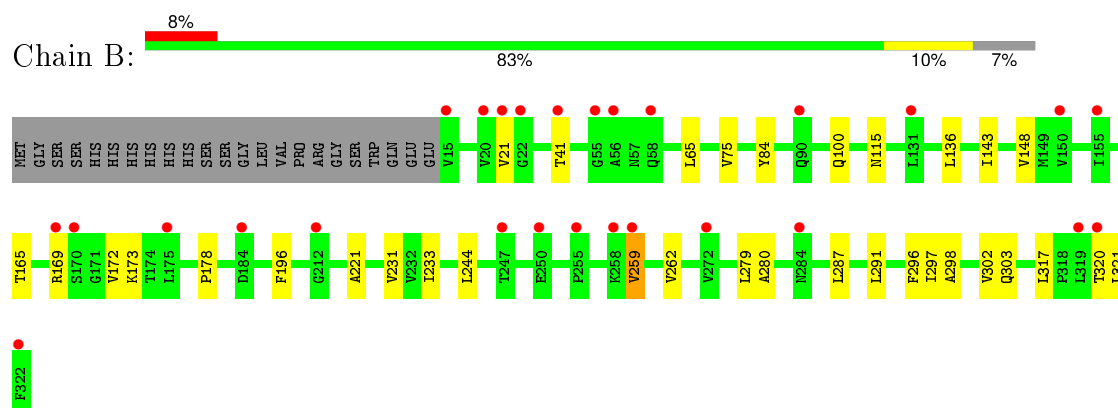 8%
Chain B:
83% 10% 7%
MET GLY SER SER HIS HIS HIS HIS HIS HIS SER SER GLY LEU VAL PRO ARG GLY SER TRP GLN GLU GLU V15 V20 V21 G22 T41 G55 A56 N57 Q58 L65 V75 Y84 Q90 Q100 N115 L131 L136 I143 V148 M149 V150 I155
T165 R169 S170 G171 V172 K173 T174 L175 P178 D184 F196 G212 A221 V231 V232 I233 L244 T247 E250 P255 K258 V259 V262 V272 L279 A280 N284 L287 L291 F296 I297 A298 V302 Q303 L317 P318 L319 T320
F322